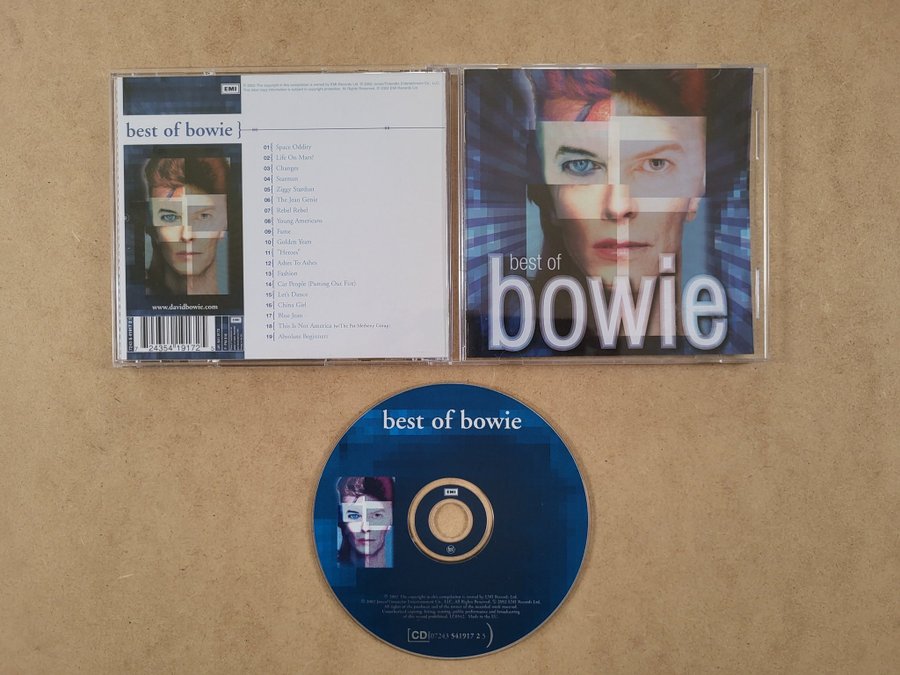 EMI
best of bowie}
01 Space Oddity
02 Life On Mars?
03 Changes
04 Starman
05 Ziggy Stardust
06 The Jean Genie
07 Rebel Rebel
08 Young Americans
09 Fame
10 Golden Years
11 "Heroes"
12 Ashes To Ashes
13 Fashion
14 Cat People (Putting Out Fire)
15 Let's Dance
16 China Girl
17 Blue Jean
18 This Is Not America
19 Absolute Beginners
www.davidbowie.com
7 24354 19172 5
best of
bowie
best of bowie
EMI
[CD] 07243 541917 2 5)